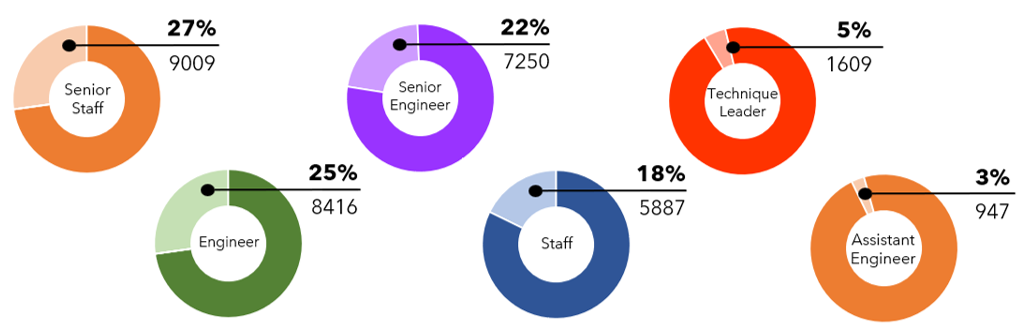 27%
9009
Senior
Staff
22%
7250
Senior
Engineer
5%
1609
Technique
Leader
25%
8416
Engineer
18%
5887
Staff
3%
947
Assistant
Engineer